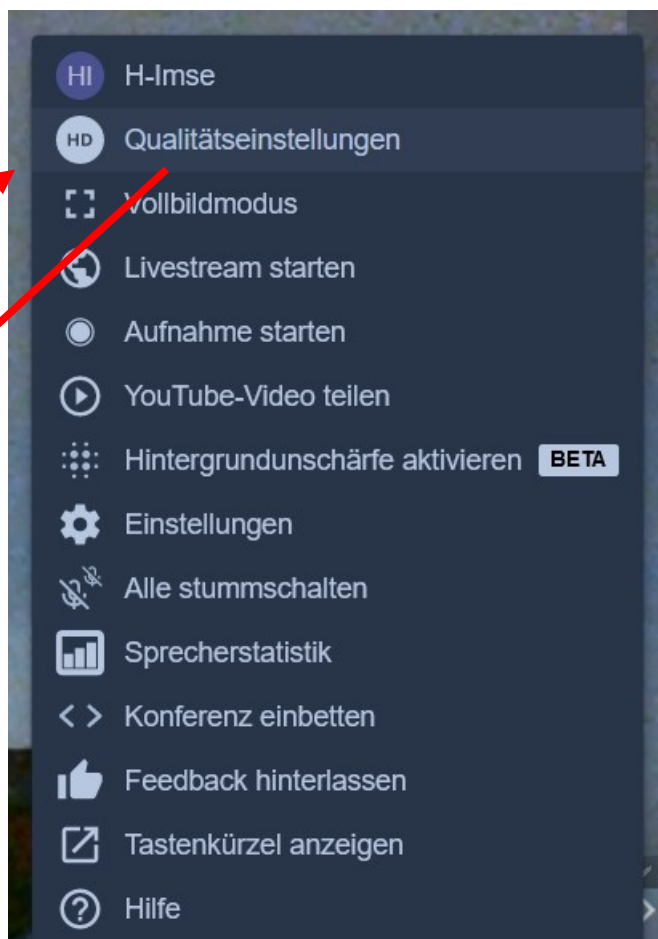 HI H-Imse
HD Qualitätseinstellungen
Vollbildmodus
Livestream starten
Aufnahme starten
YouTube-Video teilen
Hintergrundunschärfe aktivieren BETA
Einstellungen
Alle stummschalten
Sprecherstatistik
Konferenz einbetten
Feedback hinterlassen
Tastenkürzel anzeigen
Hilfe